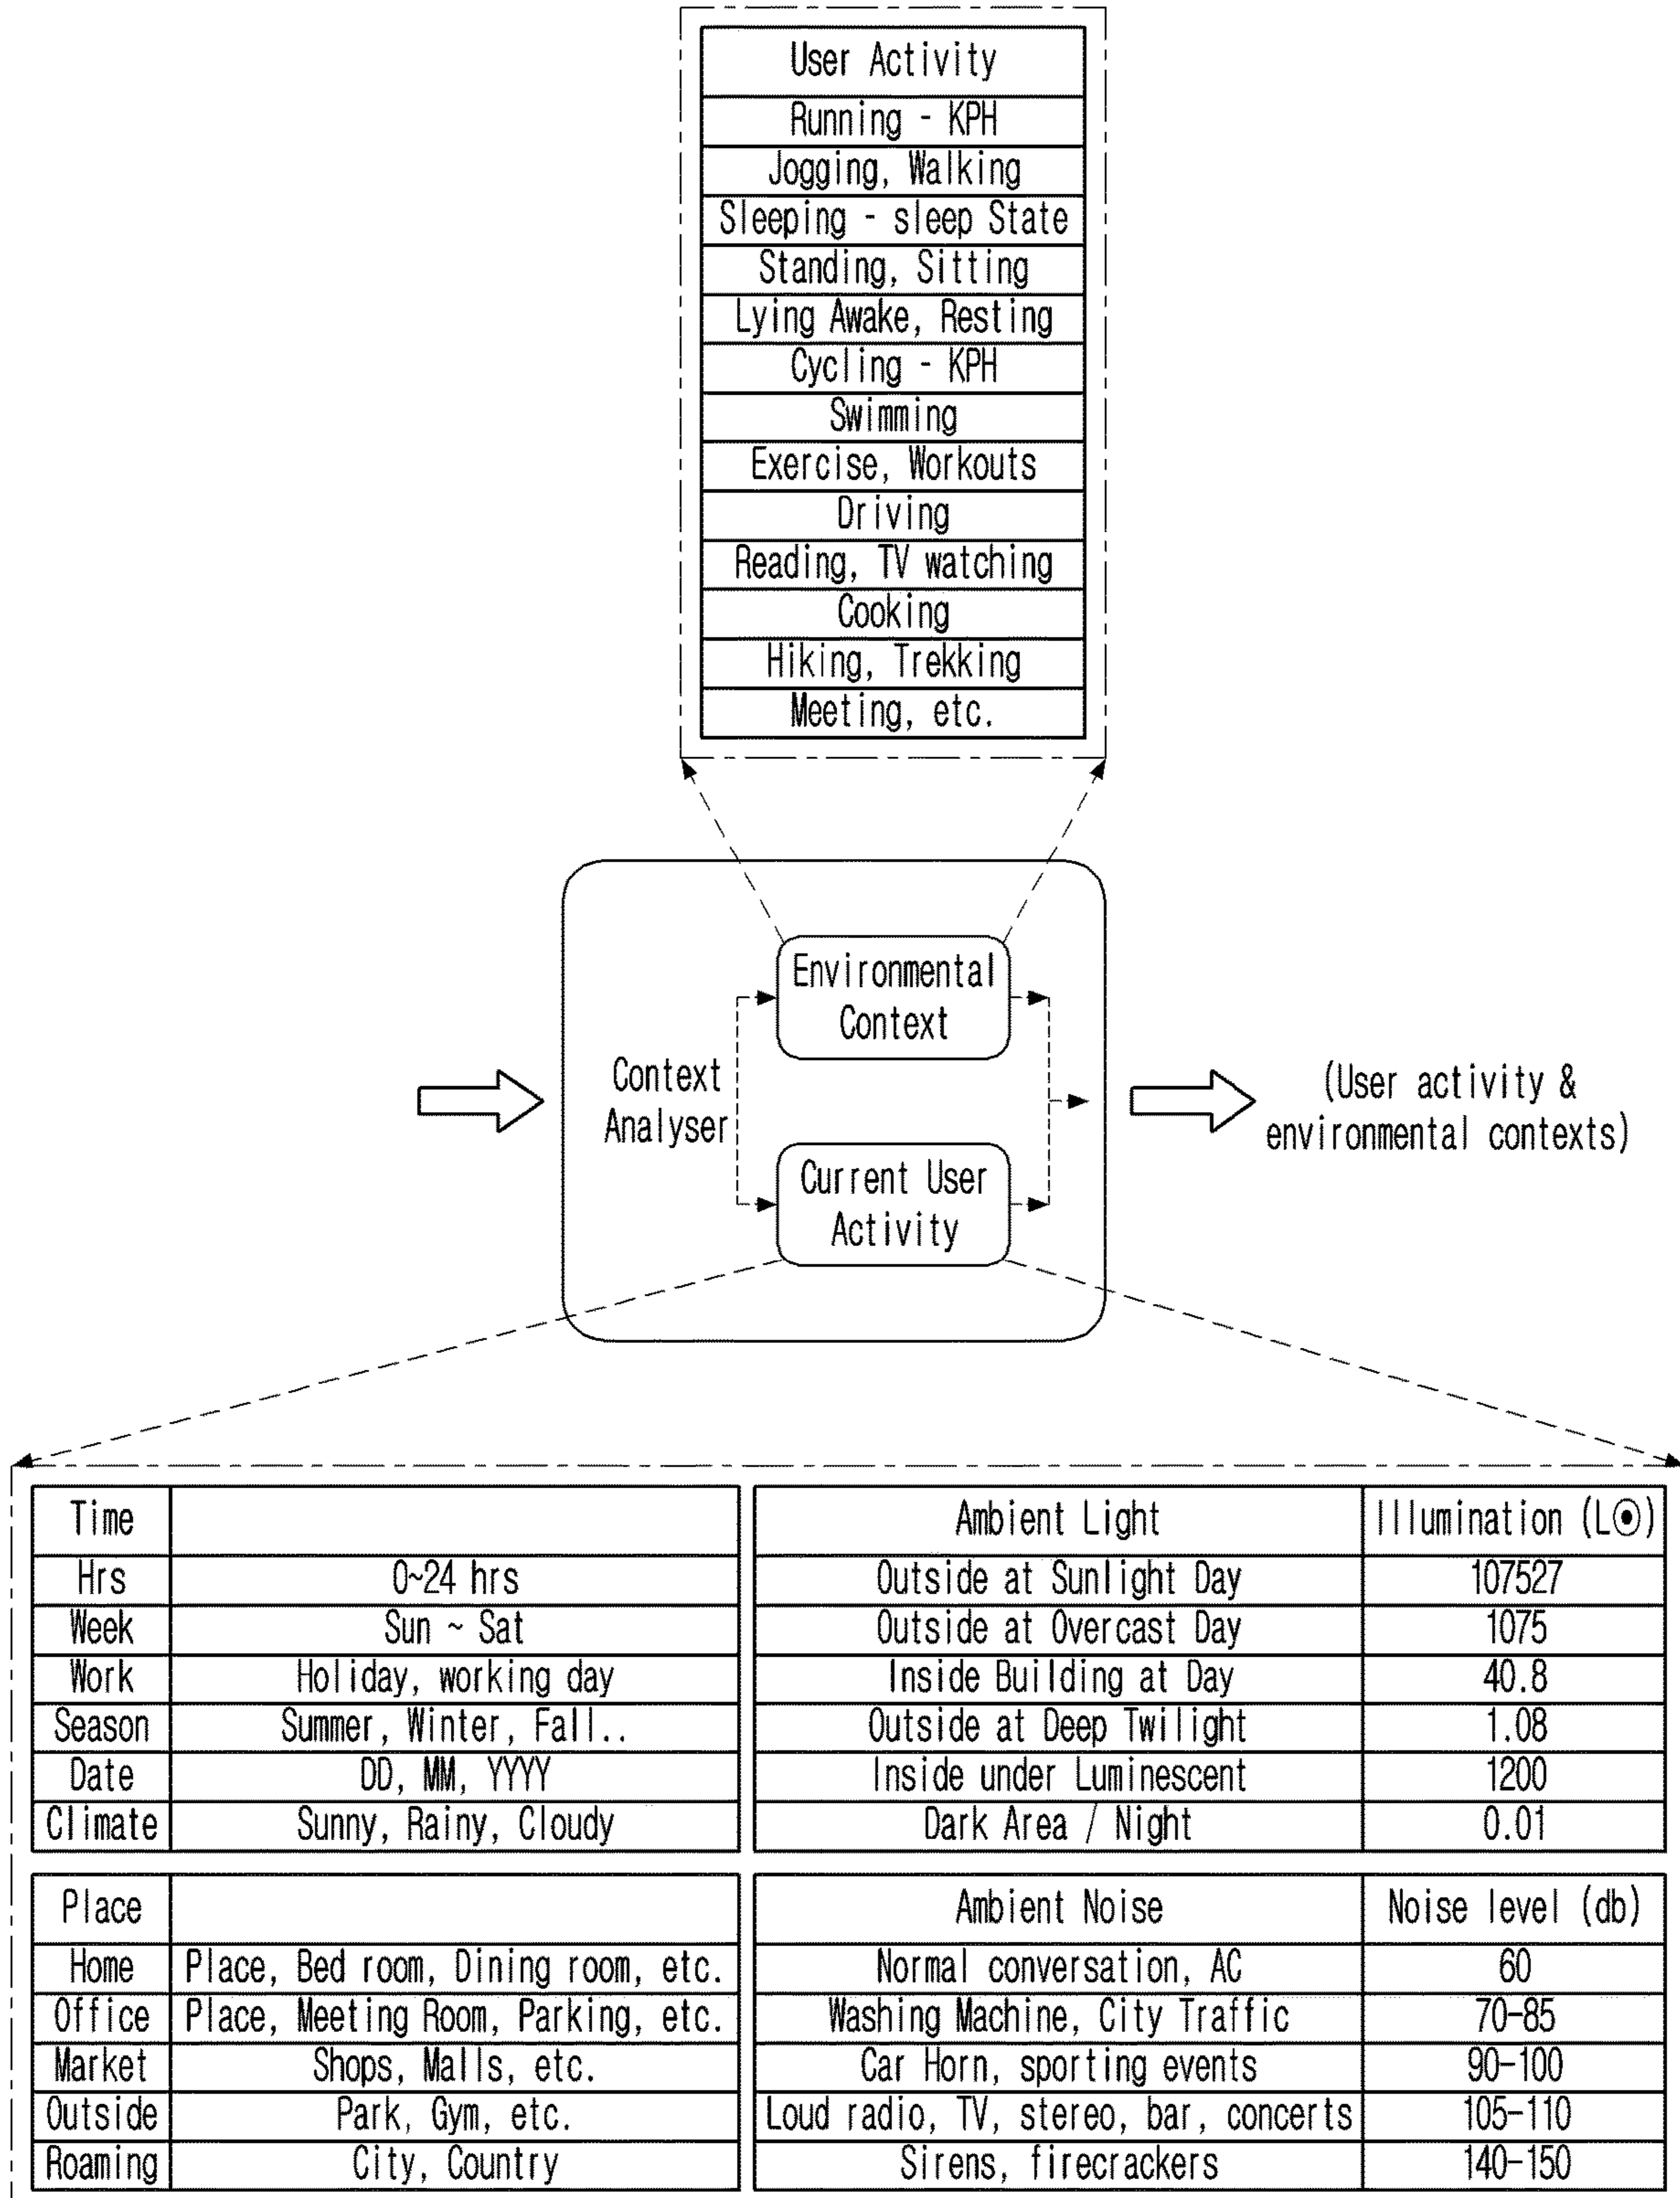 User Activity
Running - KPH
Jogging, Walking
Sleeping - sleep State
Standing, Sitting
Lying Awake, Resting
Cycling - KPH
Swimming
Exercise, Workouts
Driving
Reading, TV watching
Cooking
Hiking, Trekking
Meeting, etc.
Environmental
Context
Context
Analyser
Current User
Activity
(User activity &
environmental contexts)
Time
Hrs 0~24 hrs
Week Sun ~ Sat
Work Holiday, working day
Season Summer, Winter, Fall..
Date DD, MM, YYYY
Climate Sunny, Rainy, Cloudy
Ambient Light Illumination (L⊙)
Outside at Sunlight Day 107527
Outside at Overcast Day 1075
Inside Building at Day 40.8
Outside at Deep Twilight 1.08
Inside under Luminescent 1200
Dark Area / Night 0.01
Place
Home Place, Bed room, Dining room, etc.
Office Place, Meeting Room, Parking, etc.
Market Shops, Malls, etc.
Outside Park, Gym, etc.
Roaming City, Country
Ambient Noise Noise level (db)
Normal conversation, AC 60
Washing Machine, City Traffic 70-85
Car Horn, sporting events 90-100
Loud radio, TV, stereo, bar, concerts 105-110
Sirens, firecrackers 140-150